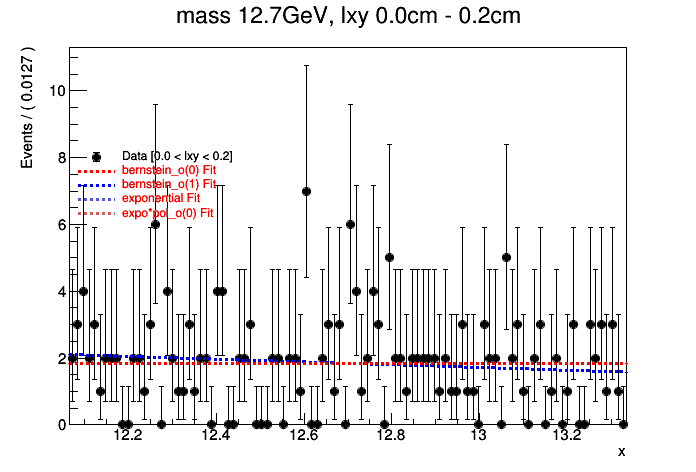 mass 12.7GeV, lxy 0.0cm - 0.2cm
Events / ( 0.0127 )
10
8
6
4
2
0
Data [0.0 < lxy < 0.2]
bernstein_o(0) Fit
bernstein_o(1) Fit
exponential Fit
expo*pol_o(0) Fit
12.2 12.4 12.6 12.8 13 13.2
x